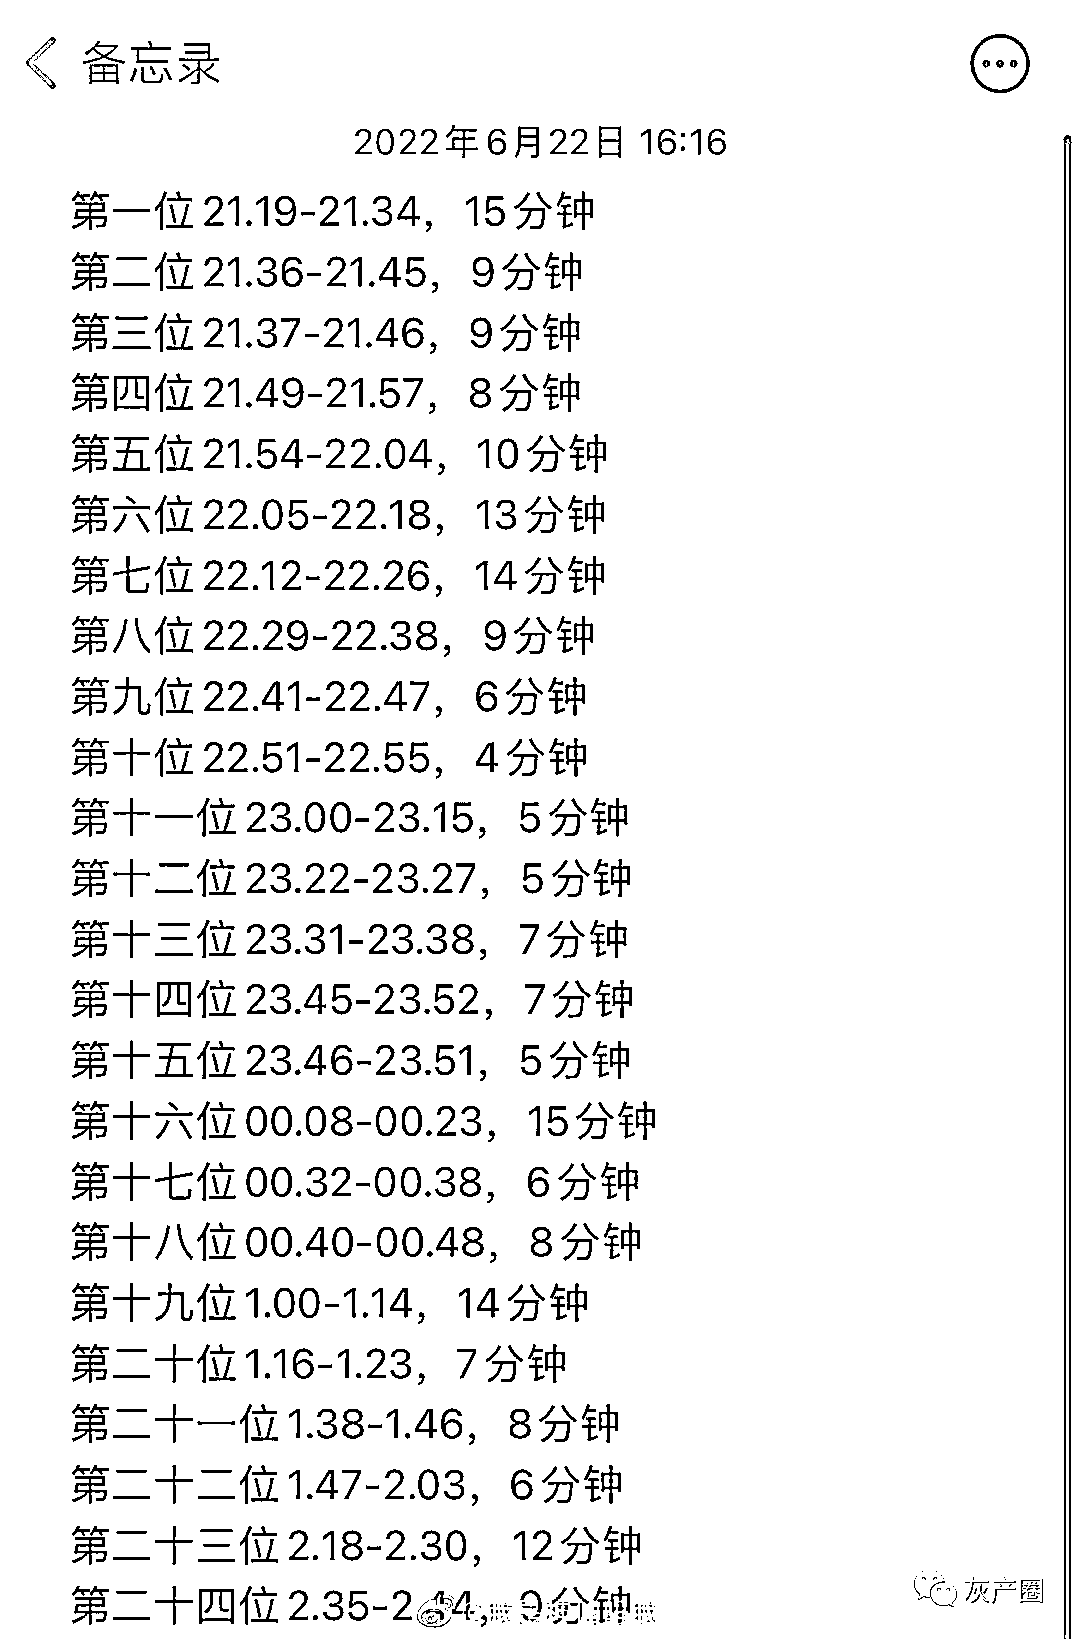 备忘录
2022年6月22日 16:16
第一位21.19-21.34，15分钟
第二位21.36-21.45，9分钟
第三位21.37-21.46，9分钟
第四位21.49-21.57，8分钟
第五位21.54-22.04，10分钟
第六位22.05-22.18，13分钟
第七位22.12-22.26，14分钟
第八位22.29-22.38，9分钟
第九位22.41-22.47，6分钟
第十位22.51-22.55，4分钟
第十一位23.00-23.15，5分钟
第十二位23.22-23.27，5分钟
第十三位23.31-23.38，7分钟
第十四位23.45-23.52，7分钟
第十五位23.46-23.51，5分钟
第十六位00.08-00.23，15分钟
第十七位00.32-00.38，6分钟
第十八位00.40-00.48，8分钟
第十九位1.00-1.14，14分钟
第二十位1.16-1.23，7分钟
第二十一位1.38-1.46，8分钟
第二十二位1.47-2.03，6分钟
第二十三位2.18-2.30，12分钟
第二十四位2.35-2.44，9分钟
灰产圈